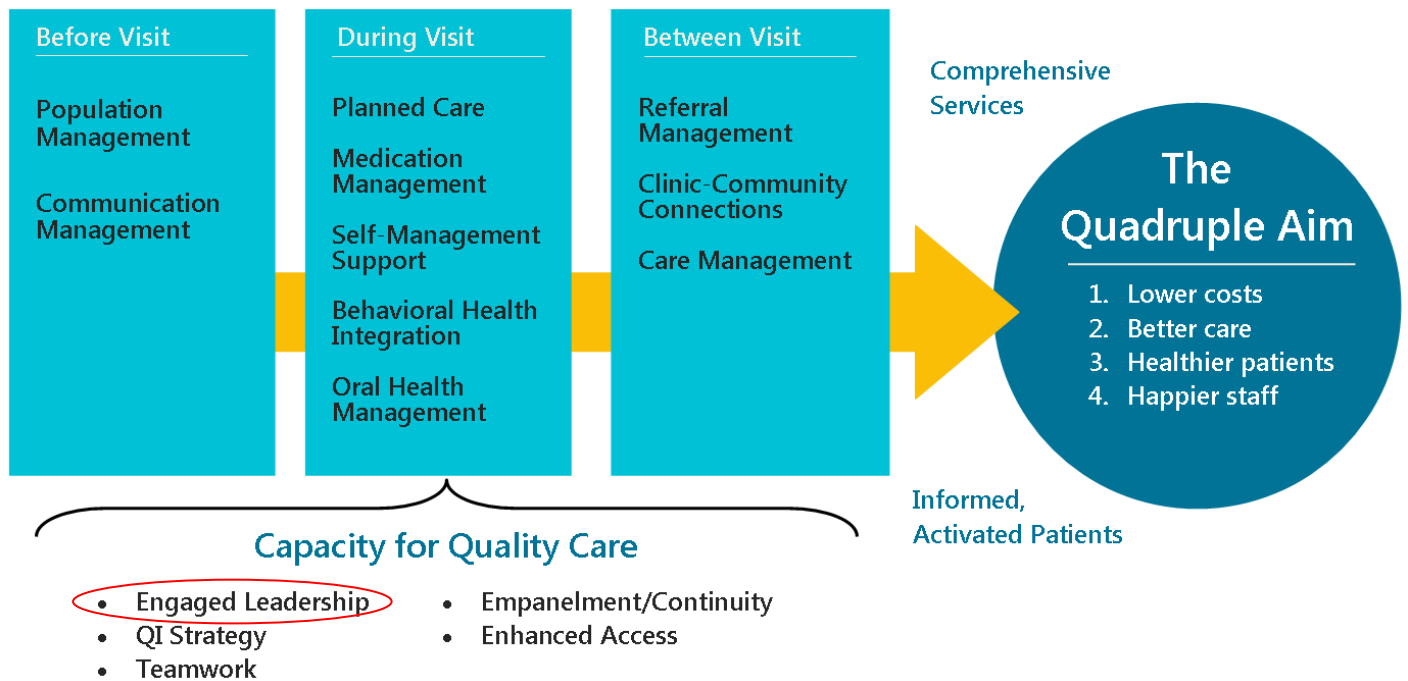 Before Visit
Population
Management
Communication
Management
During Visit
Planned Care
Medication
Management
Self-Management
Support
Behavioral Health
Integration
Oral Health
Management
Between Visit
Referral
Management
Clinic-Community
Connections
Care Management
Comprehensive
Services
The
Quadruple Aim
1. Lower costs
2. Better care
3. Healthier patients
4. Happier staff
Informed,
Activated Patients
Capacity for Quality Care
• Engaged Leadership
• QI Strategy
• Teamwork
• Empanelment/Continuity
• Enhanced Access